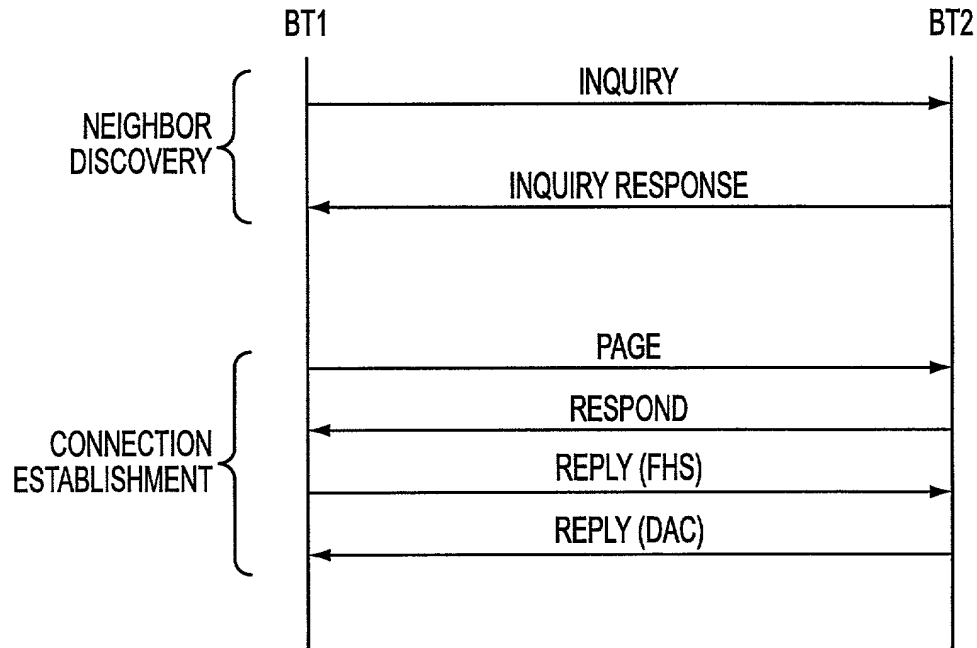 BT1
BT2
INQUIRY
NEIGHBOR
DISCOVERY
INQUIRY RESPONSE
PAGE
RESPOND
CONNECTION
ESTABLISHMENT
REPLY (FHS)
REPLY (DAC)